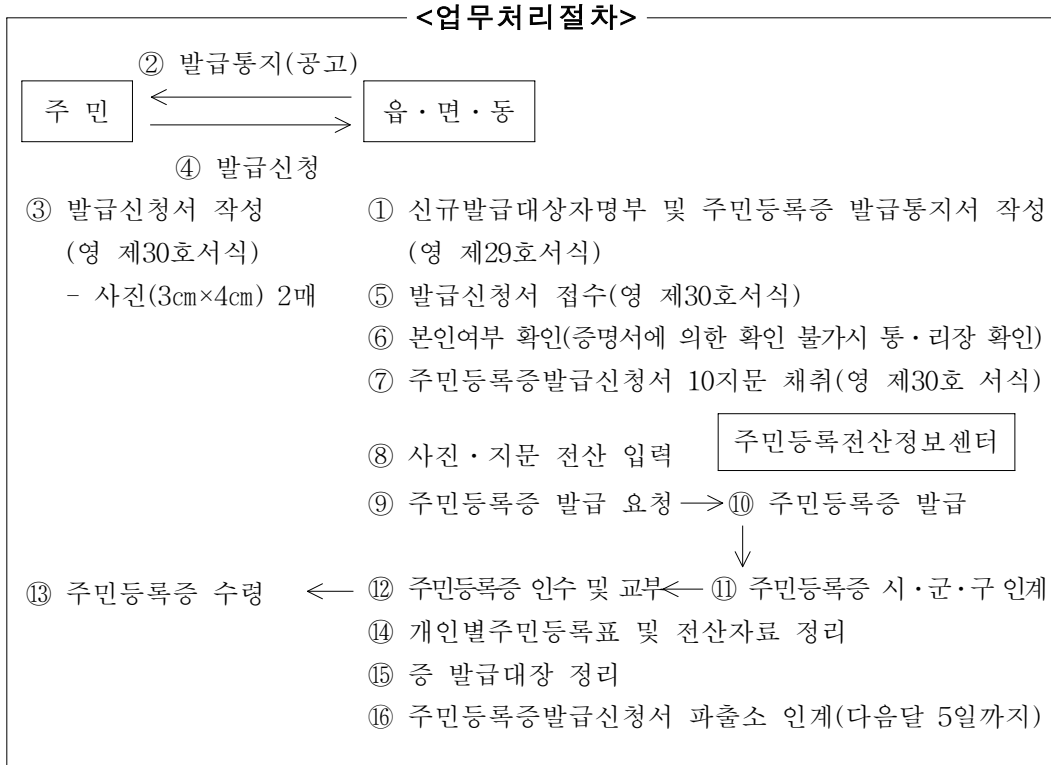 <업무처리절차>
② 발급통지(공고)
주 민
읍·면·동
④ 발급신청
③ 발급신청서 작성
① 신규발급대상자명부 및 주민등록증 발급통지서 작성
(영 제30호서식)
(영 제29호서식)
- 사진(3㎝×4㎝) 2매
⑤ 발급신청서 접수(영 제30호서식)
⑥ 본인여부 확인(증명서에 의한 확인 불가시 통·리장 확인)
⑦ 주민등록증발급신청서 10지문 채취(영 제30호 서식)
주민등록전산정보센터
⑧ 사진·지문 전산 입력
⑨ 주민등록증 발급 요청
⑩ 주민등록증 발급
⑬ 주민등록증 수령
⑫ 주민등록증 인수 및 교부
⑪ 주민등록증 시·군·구 인계
⑭ 개인별주민등록표 및 전산자료 정리
⑮ 증 발급대장 정리
⑯ 주민등록증발급신청서 파출소 인계(다음달 5일까지)